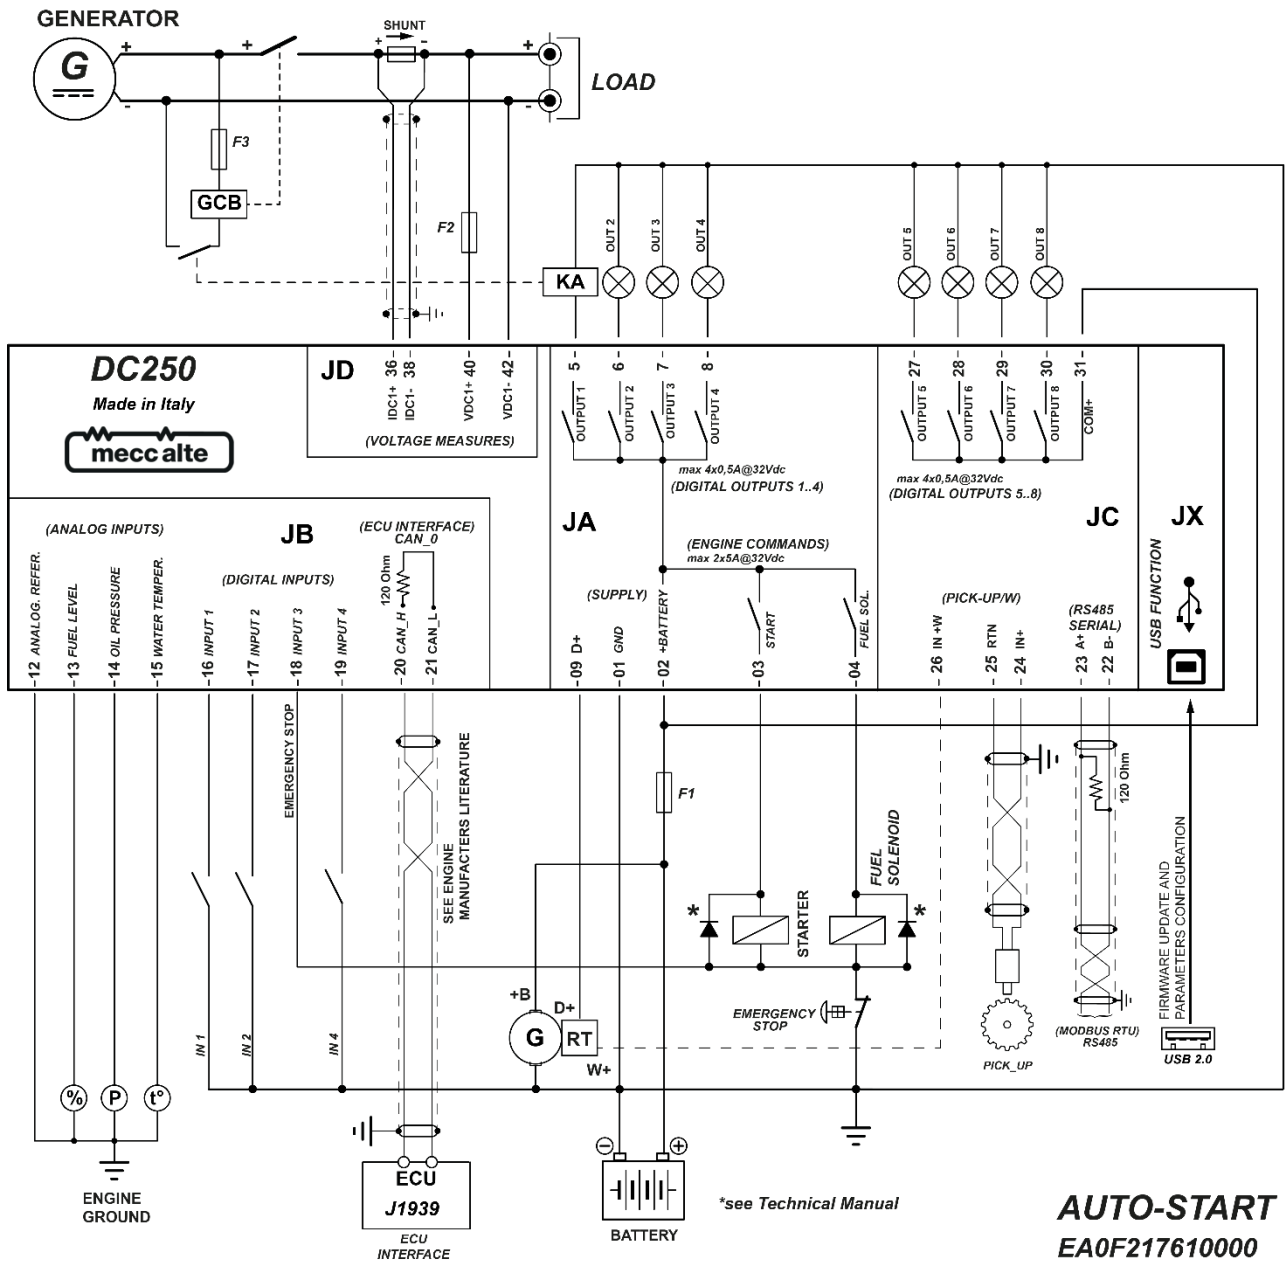 GENERATOR
SHUNT
+
+
+
-
+
G
LOAD
-
-
F3
GCB
F2
KA
OUT 2
OUT 3
OUT 4
OUT 5
OUT 6
OUT 7
OUT 8
DC250
Made in Italy
meccalte
JD
IDC1+ 36
IDC1- 38
VDC1+ 40
VDC1- 42
(VOLTAGE MEASURES)
5
6
7
8
OUTPUT 1
OUTPUT 2
OUTPUT 3
OUTPUT 4
max 4x0,5A@32Vdc
(DIGITAL OUTPUTS 1..4)
27
28
29
30
31
OUTPUT 5
OUTPUT 6
OUTPUT 7
OUTPUT 8
COM+
max 4x0,5A@32Vdc
(DIGITAL OUTPUTS 5..8)
JA
JC
JX
(ANALOG INPUTS)
JB
(ECU INTERFACE)
CAN_0
120 Ohm
(DIGITAL INPUTS)
(ENGINE COMMANDS)
max 2x5A@32Vdc
(SUPPLY)
(PICK-UP/W)
(RS485
SERIAL)
USB FUNCTION
12 ANALOG. REFER.
13 FUEL LEVEL
14 OIL PRESSURE
15 WATER TEMPER.
16 INPUT 1
17 INPUT 2
18 INPUT 3
19 INPUT 4
20 CAN_H
21 CAN_L
09 D+
01 GND
02 +BATTERY
03 START
04 FUEL SOL.
26 IN +W
25 RTN
24 IN+
23 A+
22 B-
EMERGENCY STOP
SEE ENGINE
MANUFACTERS LITERATURE
F1
120 Ohm
FUEL
SOLENOID
*
STARTER
*
FIRMWARE UPDATE AND
PARAMETERS CONFIGURATION
+B
D+
G
RT
W+
EMERGENCY
STOP
PICK_UP
(MODBUS RTU)
RS485
USB 2.0
IN 1
IN 2
IN 4
%
P
t°
ENGINE
GROUND
ECU
J1939
ECU
INTERFACE
-
+
BATTERY
*see Technical Manual
AUTO-START
EA0F217610000